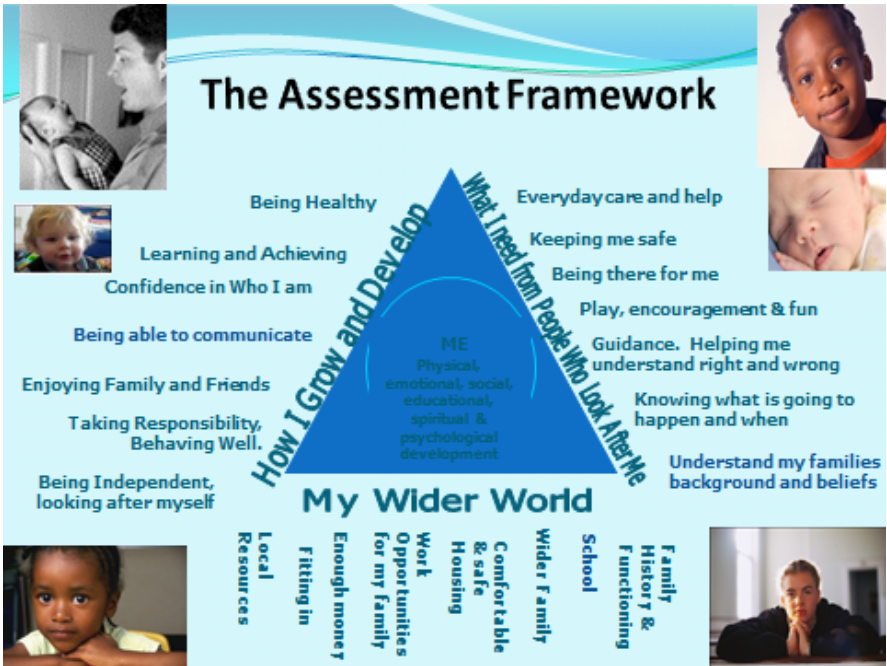 The Assessment Framework
Being Healthy
Learning and Achieving
Confidence in Who I am
Being able to communicate
Enjoying Family and Friends
Taking Responsibility,
Behaving Well.
Being Independent,
looking after myself
How I Grow and Develop
ME
Physical,
emotional, social,
educational,
spiritual &
psychological
development
What I need from People Who Look After Me
Everyday care and help
Keeping me safe
Being there for me
Play, encouragement & fun
Guidance. Helping me
understand right and wrong
Knowing what is going to
happen and when
Understand my families
background and beliefs
My Wider World
Local
Resources
Fitting in
Enough money
Work
Opportunities
for my family
Comfortable
& safe
Housing
Wider Family
School
Family
History &
Functioning